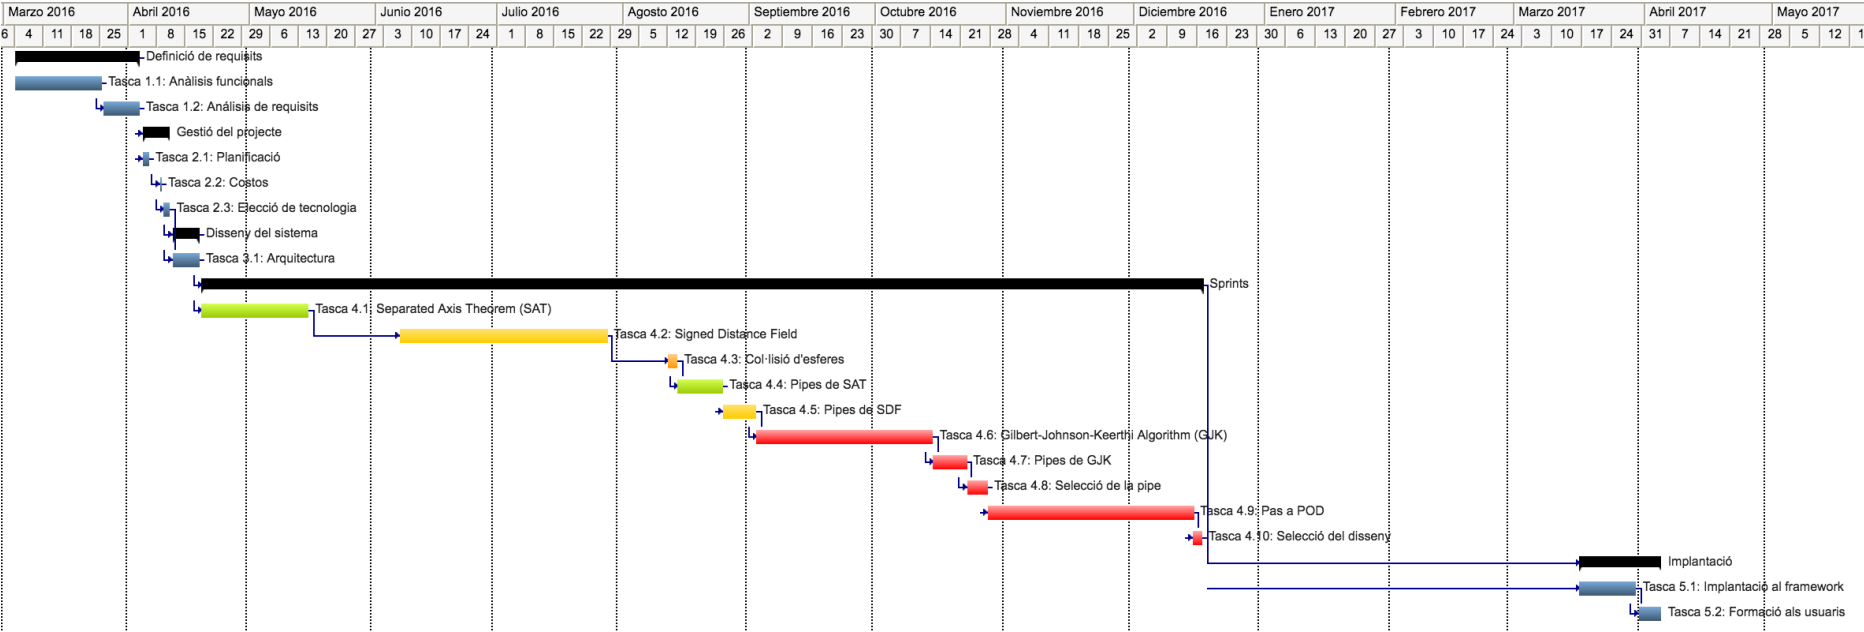 Marzo 2016 Abril 2016 Mayo 2016 Junio 2016 Julio 2016 Agosto 2016 Septiembre 2016 Octubre 2016 Noviembre 2016 Diciembre 2016 Enero 2017 Febrero 2017 Marzo 2017 Abril 2017 Mayo 2017
6 4 11 18 25 1 8 15 22 29 6 13 20 27 3 10 17 24 1 8 15 22 29 5 12 19 26 2 9 16 23 30 7 14 21 28 4 11 18 25 2 9 16 23 30 6 13 20 27 3 10 17 24 3 10 17 24 31 7 14 21 28 5 12 1
Definició de requisits
Tasca 1.1: Anàlisis funcionals
Tasca 1.2: Análisis de requisits
Gestió del projecte
Tasca 2.1: Planificació
Tasca 2.2: Costos
Tasca 2.3: Elecció de tecnologia
Disseny del sistema
Tasca 3.1: Arquitectura
Sprints
Tasca 4.1: Separated Axis Theorem (SAT)
Tasca 4.2: Signed Distance Field
Tasca 4.3: Col·lisió d'esferes
Tasca 4.4: Pipes de SAT
Tasca 4.5: Pipes de SDF
Tasca 4.6: Gilbert-Johnson-Keerthi Algorithm (GJK)
Tasca 4.7: Pipes de GJK
Tasca 4.8: Selecció de la pipe
Tasca 4.9: Pas a POD
Tasca 4.10: Selecció del disseny
Implantació
Tasca 5.1: Implantació al framework
Tasca 5.2: Formació als usuaris